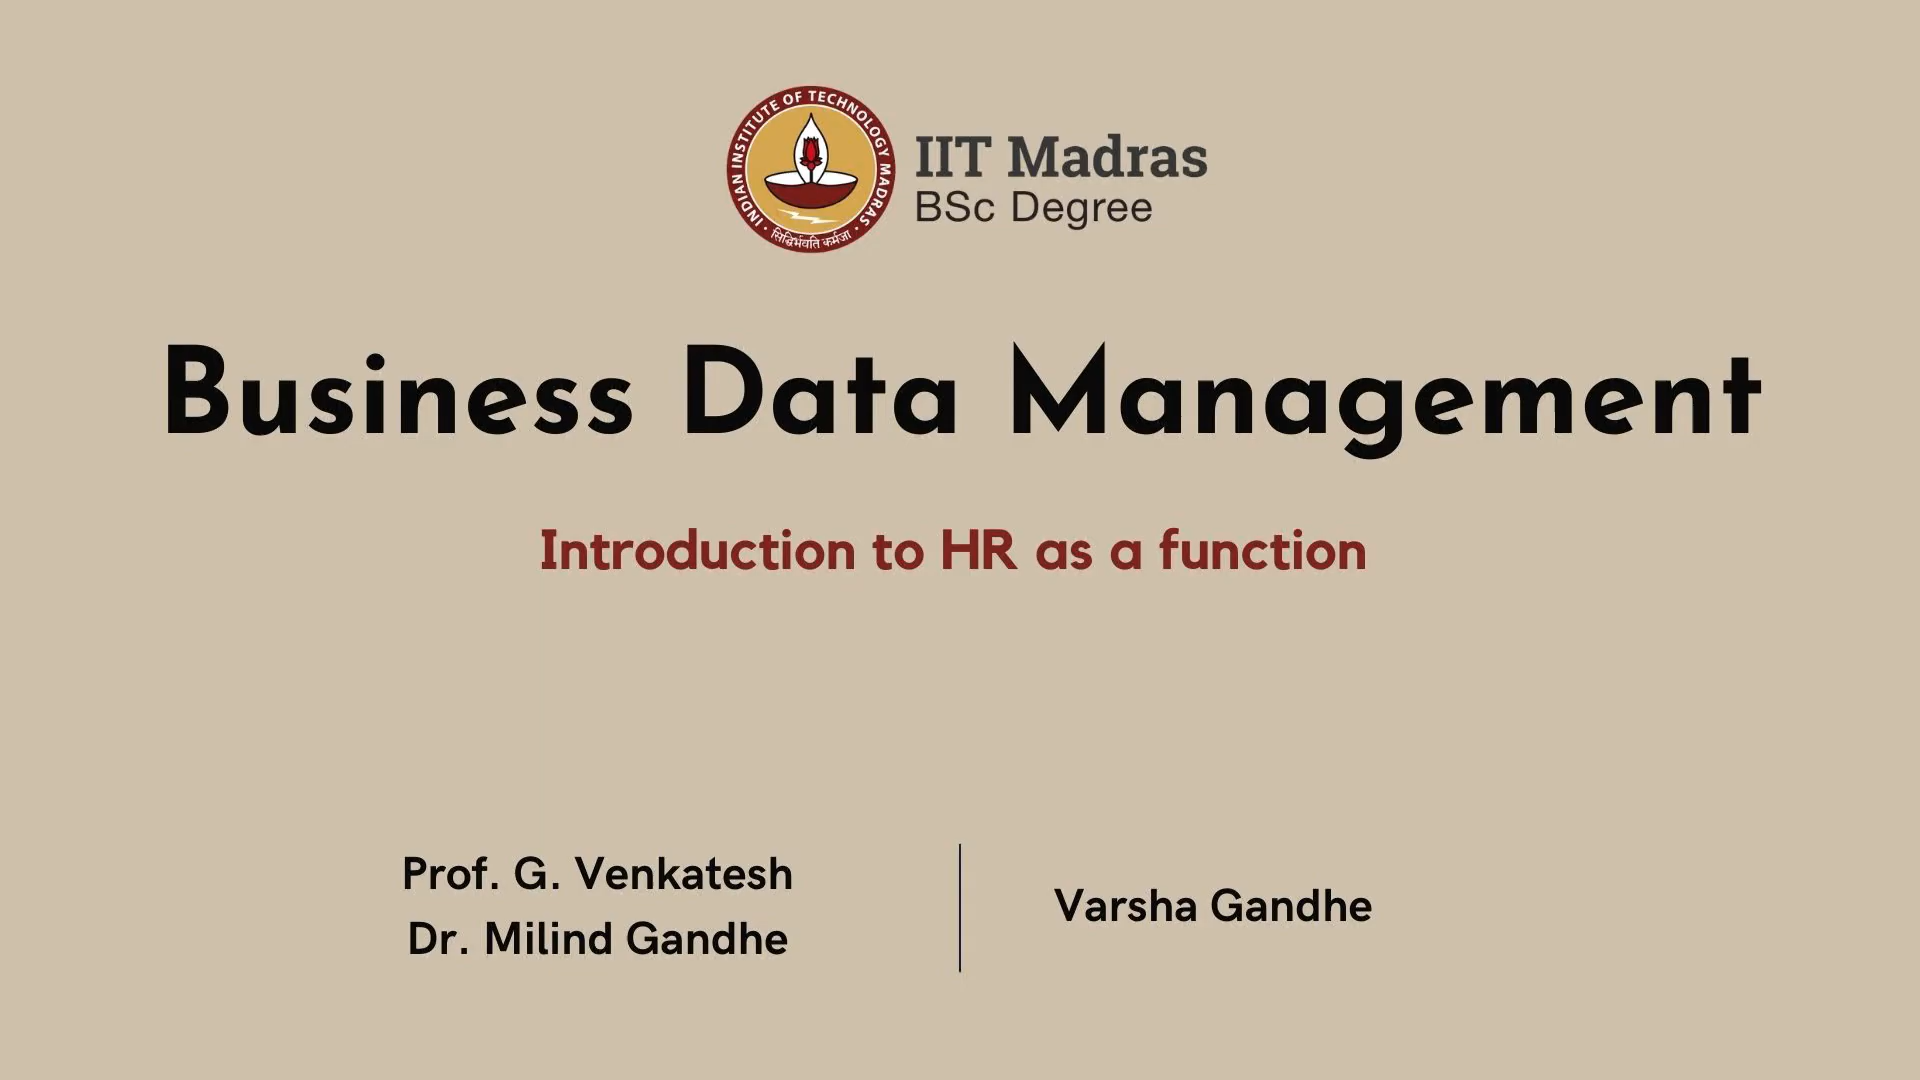 INDIAN INSTITUTE OF TECHNOLOGY MADRAS
सिद्धिर्भवति कर्मजा
IIT Madras
BSc Degree
Business Data Management
Introduction to HR as a function
Prof. G. Venkatesh
Dr. Milind Gandhe
Varsha Gandhe